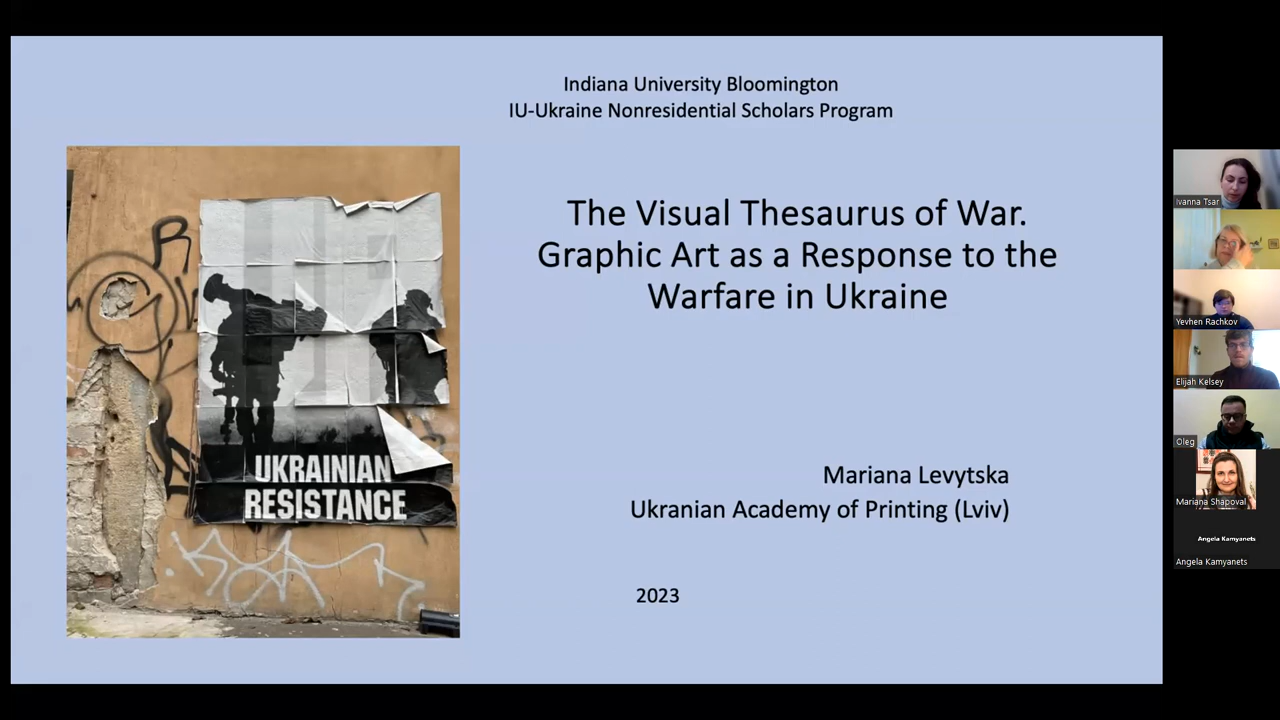 Indiana University Bloomington
IU-Ukraine Nonresidential Scholars Program
The Visual Thesaurus of War.
Graphic Art as a Response to the
Warfare in Ukraine
Mariana Levytska
Ukranian Academy of Printing (Lviv)
2023
R
UKRAINIAN
RESISTANCE
Ivanna Tsar
Yevhen Rachkov
Elijah Kelsey
Oleg
Mariana Shapoval
Angela Kamyanets
Angela Kamyanets